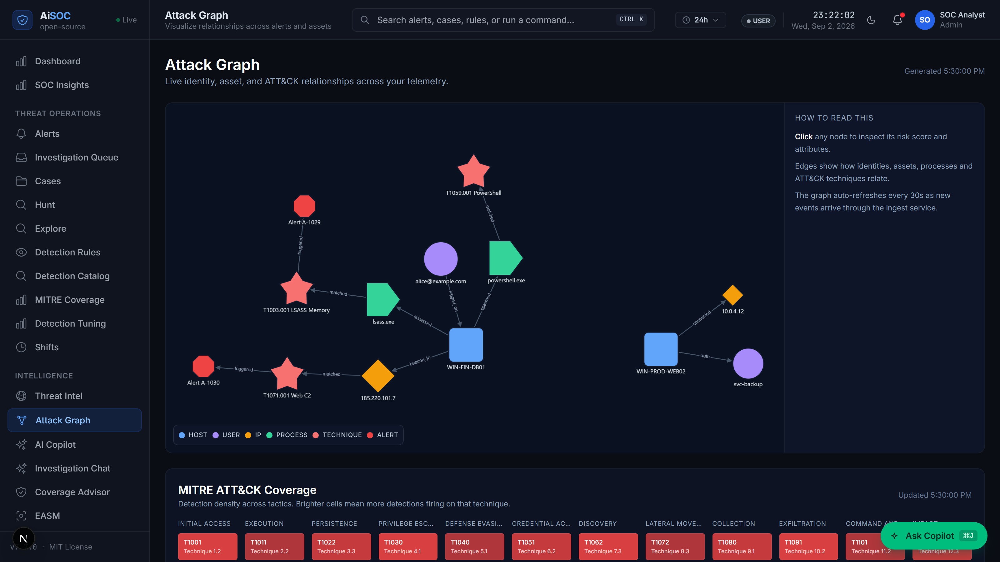 AiSOC
open-source
Live
Attack Graph
Visualize relationships across alerts and assets
Search alerts, cases, rules, or run a command...
CTRL K
24h
USER
23:22:02
Wed, Sep 2, 2026
SO
SOC Analyst
Admin
Dashboard
SOC Insights
THREAT OPERATIONS
Alerts
Investigation Queue
Cases
Hunt
Explore
Detection Rules
Detection Catalog
MITRE Coverage
Detection Tuning
Shifts
INTELLIGENCE
Threat Intel
Attack Graph
AI Copilot
Investigation Chat
Coverage Advisor
EASM
N
· MIT License
Attack Graph
Live identity, asset, and ATT&CK relationships across your telemetry.
Generated 5:30:00 PM
T1059.001 PowerShell
matched
Alert A-1029
triggered
alice@example.com
powershell.exe
logged_on
spawned
T1003.001 LSASS Memory
matched
lsass.exe
accessed
WIN-FIN-DB01
beacon_to
Alert A-1030
triggered
T1071.001 Web C2
matched
185.220.101.7
10.0.4.12
connected
WIN-PROD-WEB02
auth
svc-backup
HOST
USER
IP
PROCESS
TECHNIQUE
ALERT
HOW TO READ THIS
Click any node to inspect its risk score and
attributes.
Edges show how identities, assets, processes and
ATT&CK techniques relate.
The graph auto-refreshes every 30s as new
events arrive through the ingest service.
MITRE ATT&CK Coverage
Detection density across tactics. Brighter cells mean more detections firing on that technique.
Updated 5:30:00 PM
INITIAL ACCESS
EXECUTION
PERSISTENCE
PRIVILEGE ESC...
DEFENSE EVASI...
CREDENTIAL AC...
DISCOVERY
LATERAL MOVE...
COLLECTION
EXFILTRATION
COMMAND AND
IMPACT
T1001
Technique 1.2
T1011
Technique 2.2
T1022
Technique 3.3
T1030
Technique 4.1
T1040
Technique 5.1
T1051
Technique 6.2
T1062
Technique 7.3
T1072
Technique 8.3
T1080
Technique 9.1
T1091
Technique 10.2
T1101
Technique 11.2
Technique 12.3
Ask Copilot ⌘J